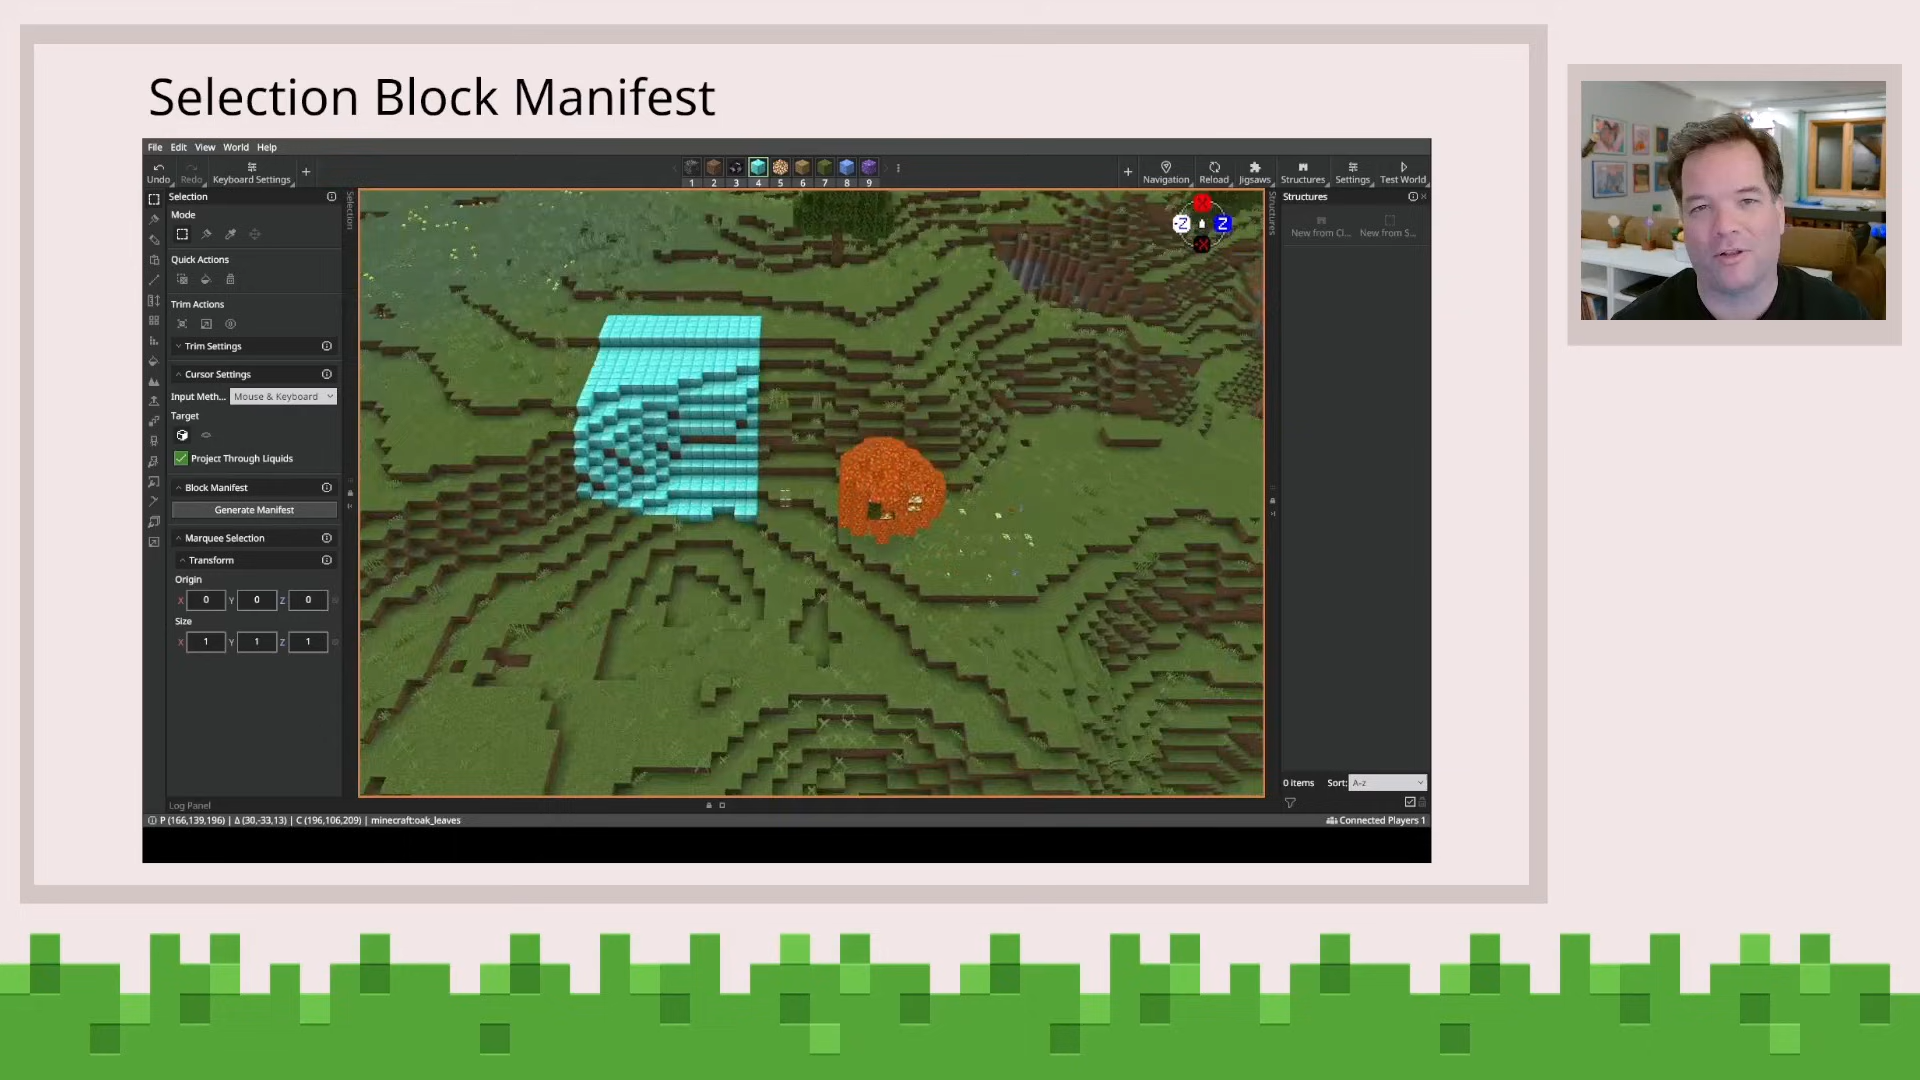 Selection Block Manifest
File Edit View World Help
Undo Redo Keyboard Settings
1 2 3 4 5 6 7 8 9
Navigation Reload Jigsaws Structures Settings Test World
Selection
Mode
Quick Actions
Trim Actions
Trim Settings
Cursor Settings
Input Meth... Mouse & Keyboard
Target
Project Through Liquids
Block Manifest
Generate Manifest
Marquee Selection
Transform
Origin
X 0 Y 0 Z 0
Size
X 1 Y 1 Z 1
Selection
X
-Z Z
-X
Structures
Structures
New from Cl... New from S...
0 items Sort: A-z
Log Panel
P (166,139,196) | Δ (30,-33,13) | C (196,106,209) | minecraft:oak_leaves
Connected Players 1